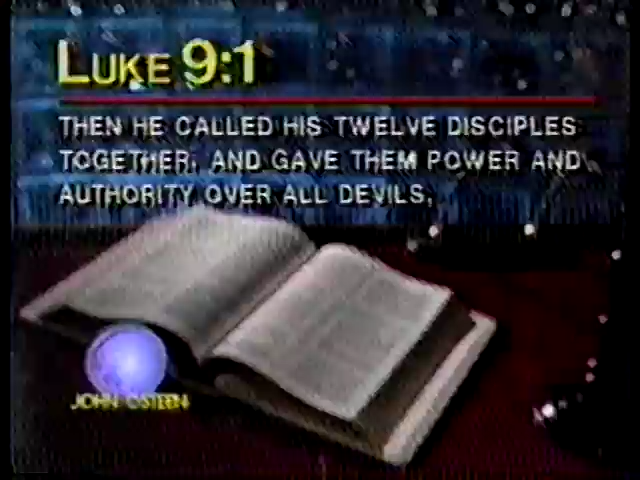 LUKE 9:1
THEN HE CALLED HIS TWELVE DISCIPLES
TOGETHER, AND GAVE THEM POWER AND
AUTHORITY OVER ALL DEVILS,
JOHN OSTEEN